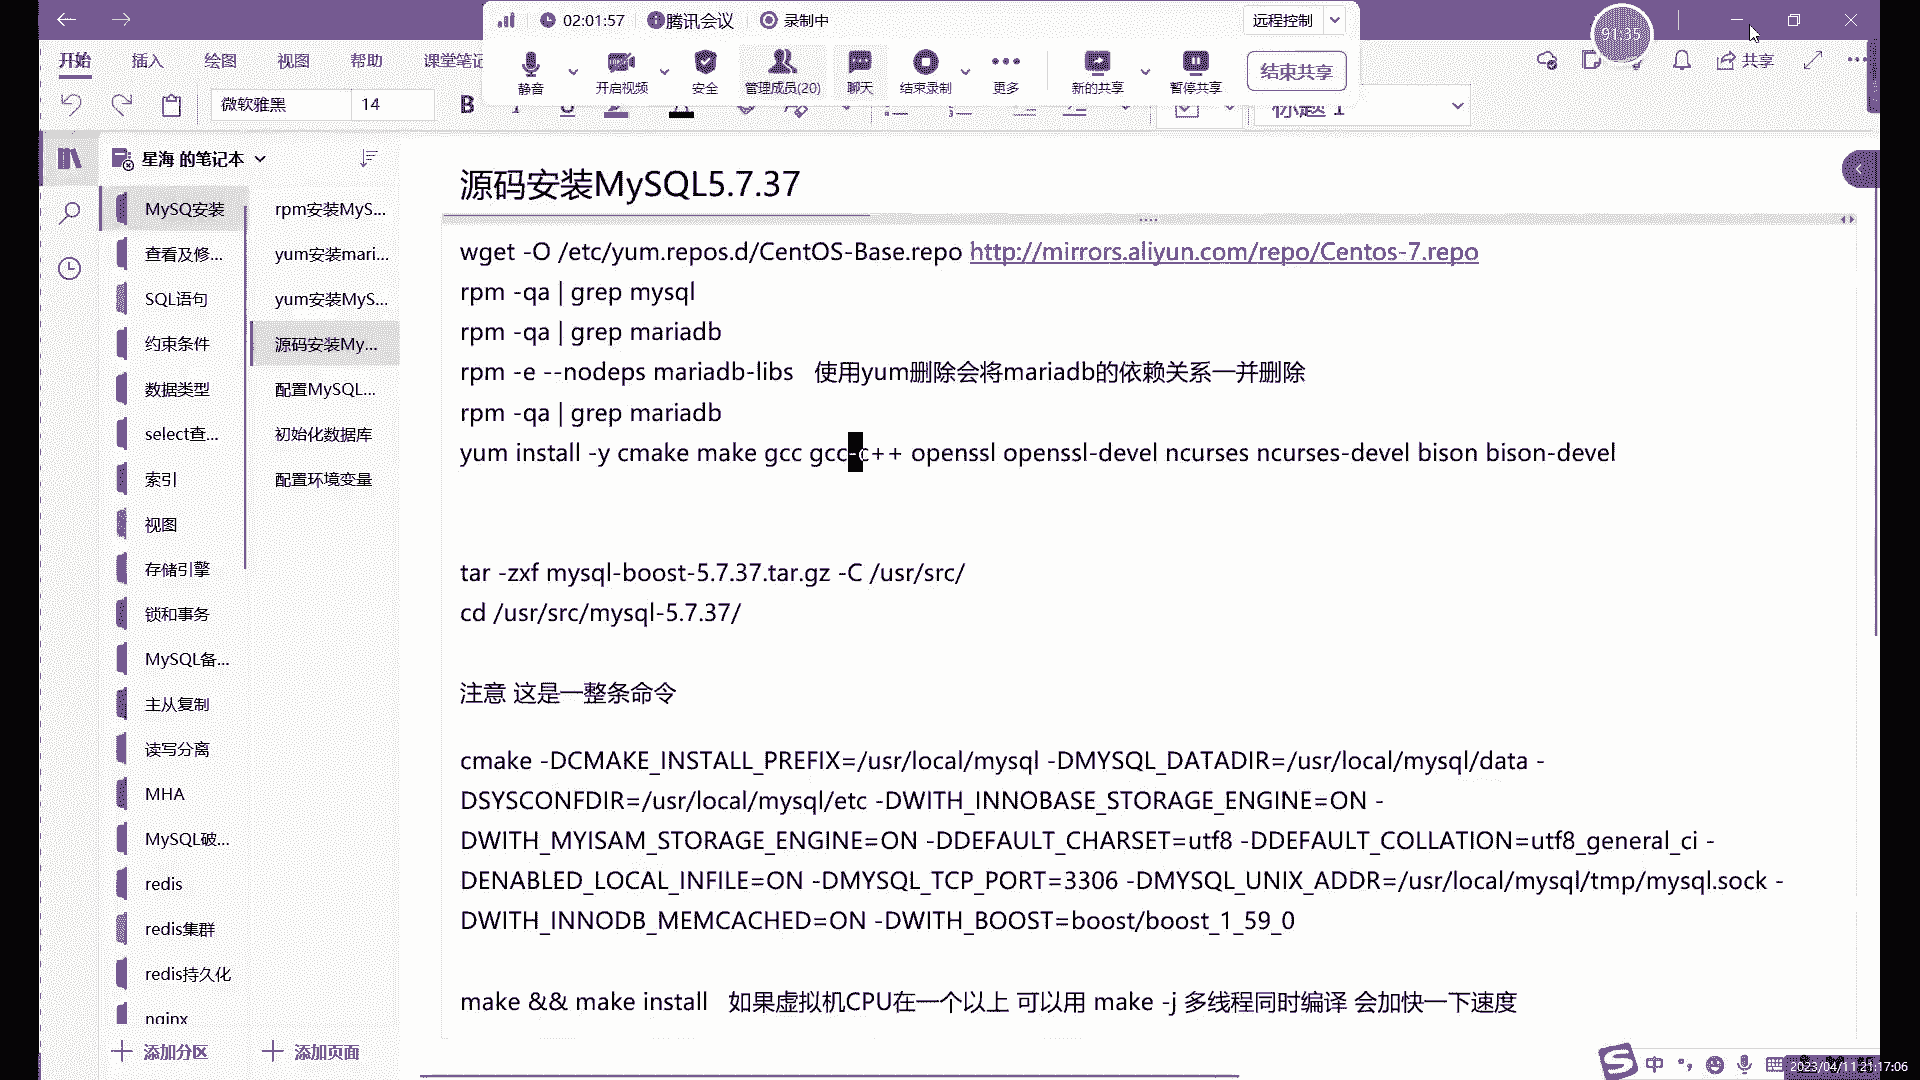 02:01:57 腾讯会议 录制中 远程控制
91:35
开始 插入 绘图 视图 帮助 课堂笔记
静音 开启视频 安全 管理成员(20) 聊天 结束录制 更多 新的共享 暂停共享 结束共享
共享
微软雅黑 14 B 标题 1
星海 的笔记本
MySQ安装
查看及修...
SQL语句
约束条件
数据类型
select查...
索引
视图
存储引擎
锁和事务
MySQL备...
主从复制
读写分离
MHA
MySQL破...
redis
redis集群
redis持久化
nginx
添加分区
rpm安装MyS...
yum安装mari...
yum安装MyS...
源码安装My...
配置MySQL...
初始化数据库
配置环境变量
添加页面
源码安装MySQL5.7.37
wget -O /etc/yum.repos.d/CentOS-Base.repo http://mirrors.aliyun.com/repo/Centos-7.repo
rpm -qa | grep mysql
rpm -qa | grep mariadb
rpm -e --nodeps mariadb-libs 使用yum删除会将mariadb的依赖关系一并删除
rpm -qa | grep mariadb
yum install -y cmake make gcc gcc-c++ openssl openssl-devel ncurses ncurses-devel bison bison-devel
tar -zxf mysql-boost-5.7.37.tar.gz -C /usr/src/
cd /usr/src/mysql-5.7.37/
注意 这是一整条命令
cmake -DCMAKE_INSTALL_PREFIX=/usr/local/mysql -DMYSQL_DATADIR=/usr/local/mysql/data -
DSYSCONFDIR=/usr/local/mysql/etc -DWITH_INNOBASE_STORAGE_ENGINE=ON -
DWITH_MYISAM_STORAGE_ENGINE=ON -DDEFAULT_CHARSET=utf8 -DDEFAULT_COLLATION=utf8_general_ci -
DENABLED_LOCAL_INFILE=ON -DMYSQL_TCP_PORT=3306 -DMYSQL_UNIX_ADDR=/usr/local/mysql/tmp/mysql.sock -
DWITH_INNODB_MEMCACHED=ON -DWITH_BOOST=boost/boost_1_59_0
make && make install 如果虚拟机CPU在一个以上 可以用 make -j 多线程同时编译 会加快一下速度
中
2023/04/11 21:17:06